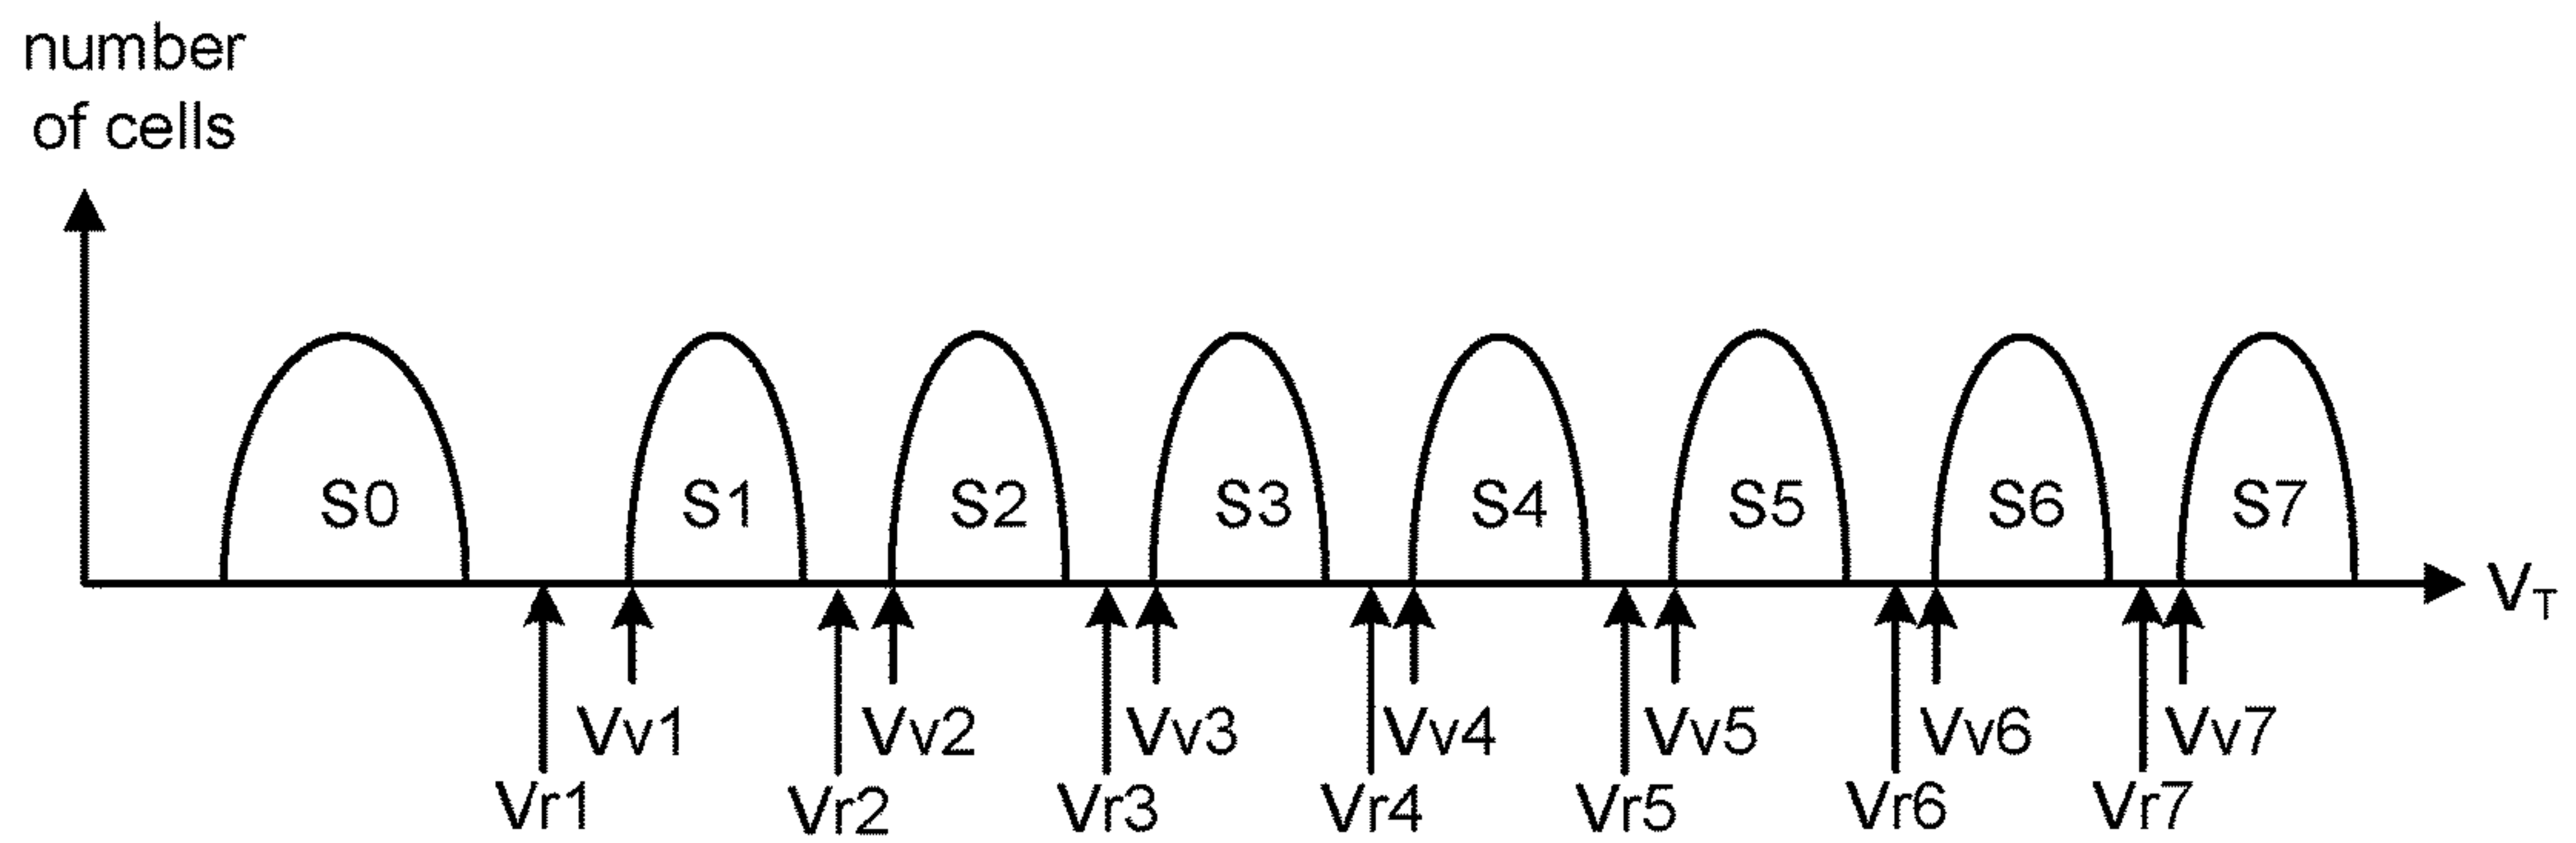 number
of cells
S0 S1 S2 S3 S4 S5 S6 S7
VT
Vv1 Vv2 Vv3 Vv4 Vv5 Vv6 Vv7
Vr1 Vr2 Vr3 Vr4 Vr5 Vr6 Vr7